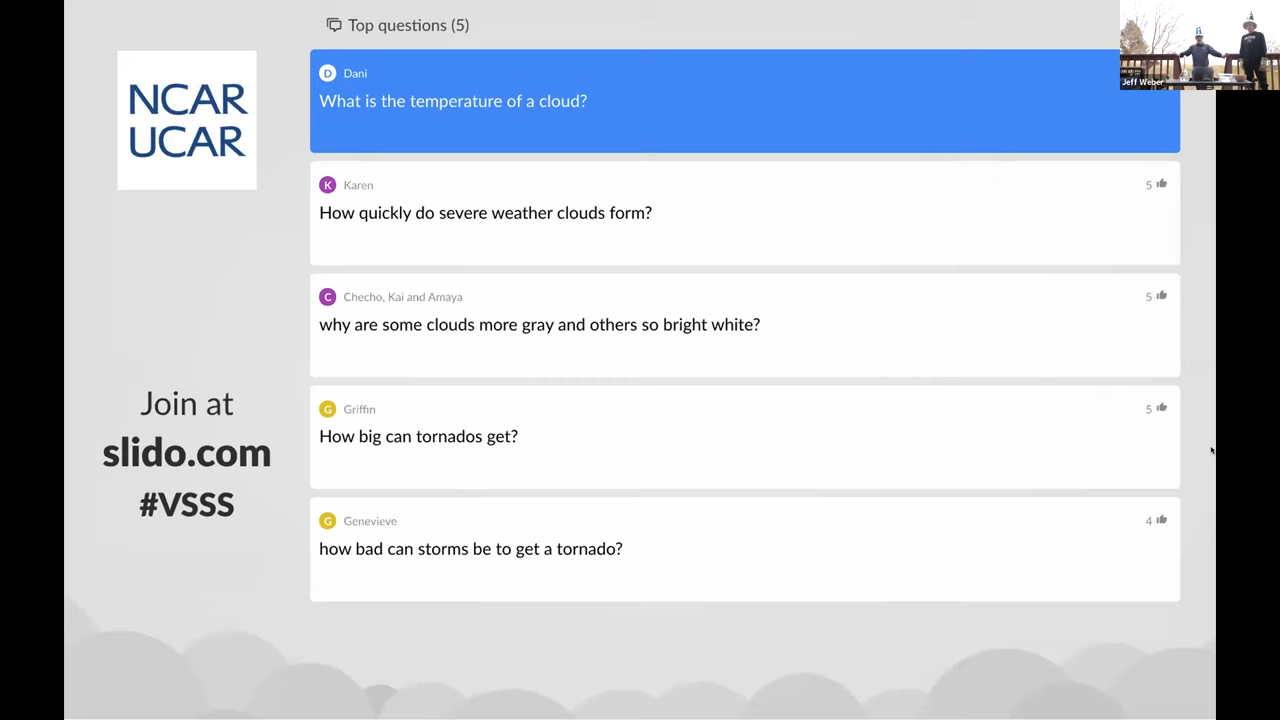 Top questions (5)
NCAR
UCAR
D Dani
What is the temperature of a cloud?
K Karen 5
How quickly do severe weather clouds form?
C Checho, Kai and Amaya 5
why are some clouds more gray and others so bright white?
G Griffin 5
How big can tornados get?
G Genevieve 4
how bad can storms be to get a tornado?
Join at
slido.com
#VSSS
Jeff Weber